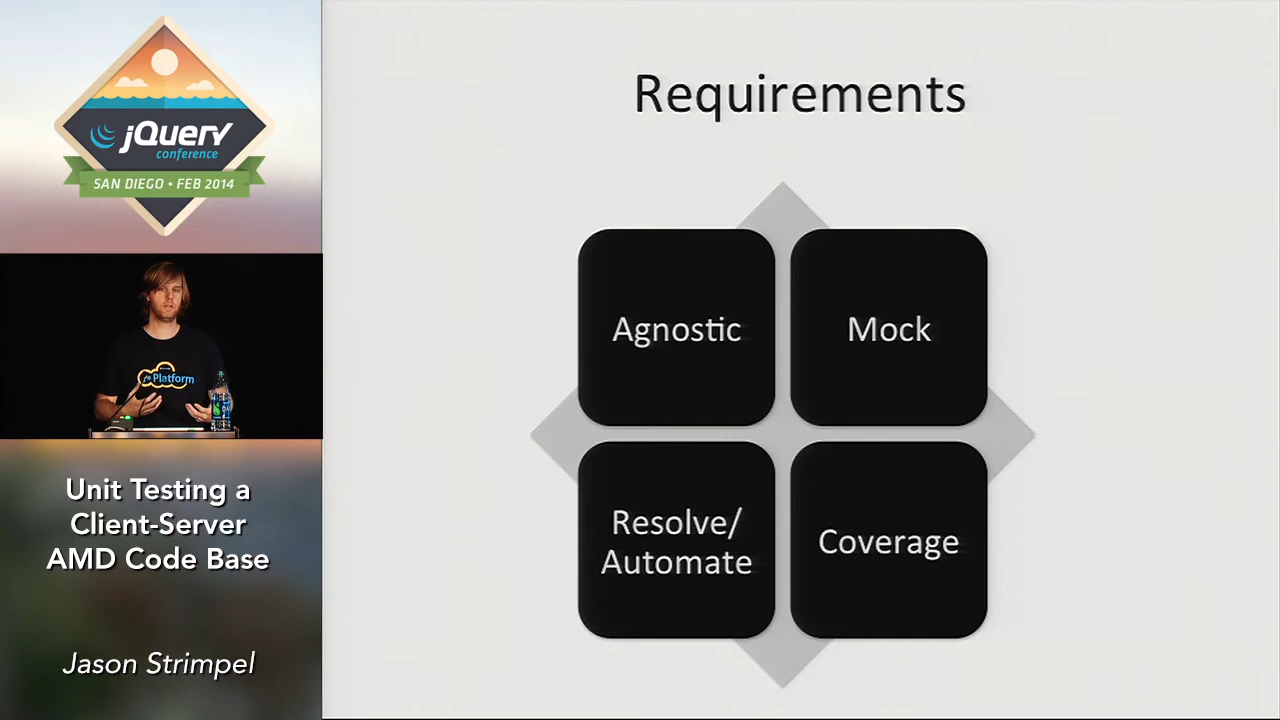 jQuery
conference
SAN DIEGO • FEB 2014
Platform
Unit Testing a
Client-Server
AMD Code Base
Jason Strimpel
Requirements
Agnostic
Mock
Resolve/
Automate
Coverage